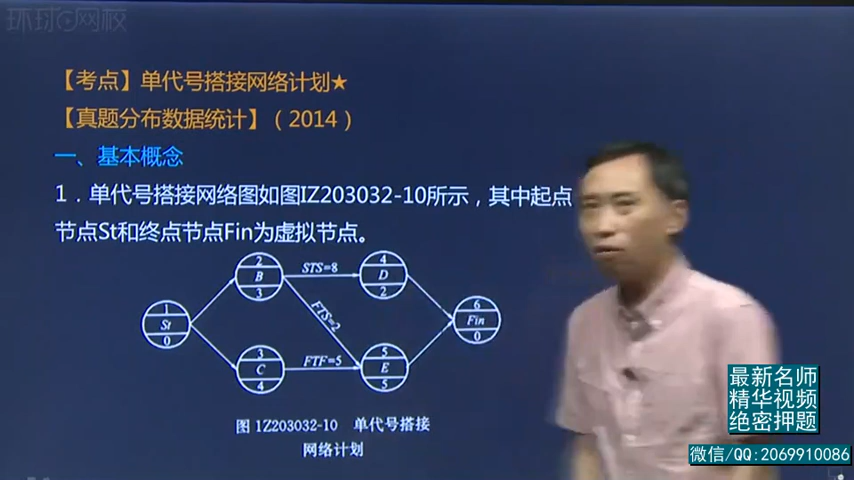 环球网校
【考点】单代号搭接网络计划★
【真题分布数据统计】（2014）
一、基本概念
1．单代号搭接网络图如图IZ203032-10所示，其中起点
节点St和终点节点Fin为虚拟节点。
2
B
3
STS=8
4
D
2
1
St
0
FTS=2
6
Fin
0
3
C
4
FTF=5
5
E
5
图 1Z203032-10 单代号搭接
网络计划
最新名师
精华视频
绝密押题
微信/QQ:2069910086